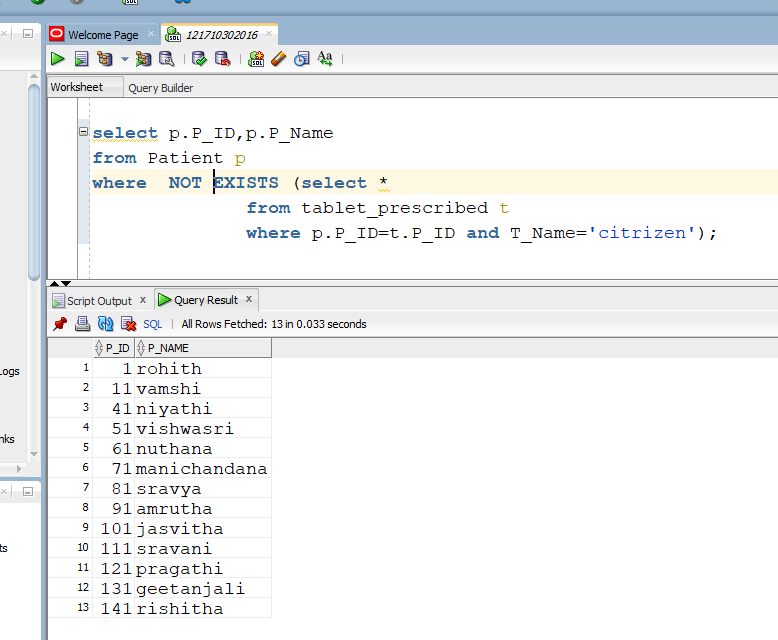 Welcome Page
121710302016
Worksheet Query Builder
select p.P_ID,p.P_Name
from Patient p
where NOT EXISTS (select *
from tablet_prescribed t
where p.P_ID=t.P_ID and T_Name='citrizen');
Script Output x Query Result x
SQL | All Rows Fetched: 13 in 0.033 seconds
P_ID P_NAME
1 1 rohith
2 11 vamshi
3 41 niyathi
4 51 vishwasri
5 61 nuthana
6 71 manichandana
7 81 sravya
8 91 amrutha
9 101 jasvitha
10 111 sravani
11 121 pragathi
12 131 geetanjali
13 141 rishitha